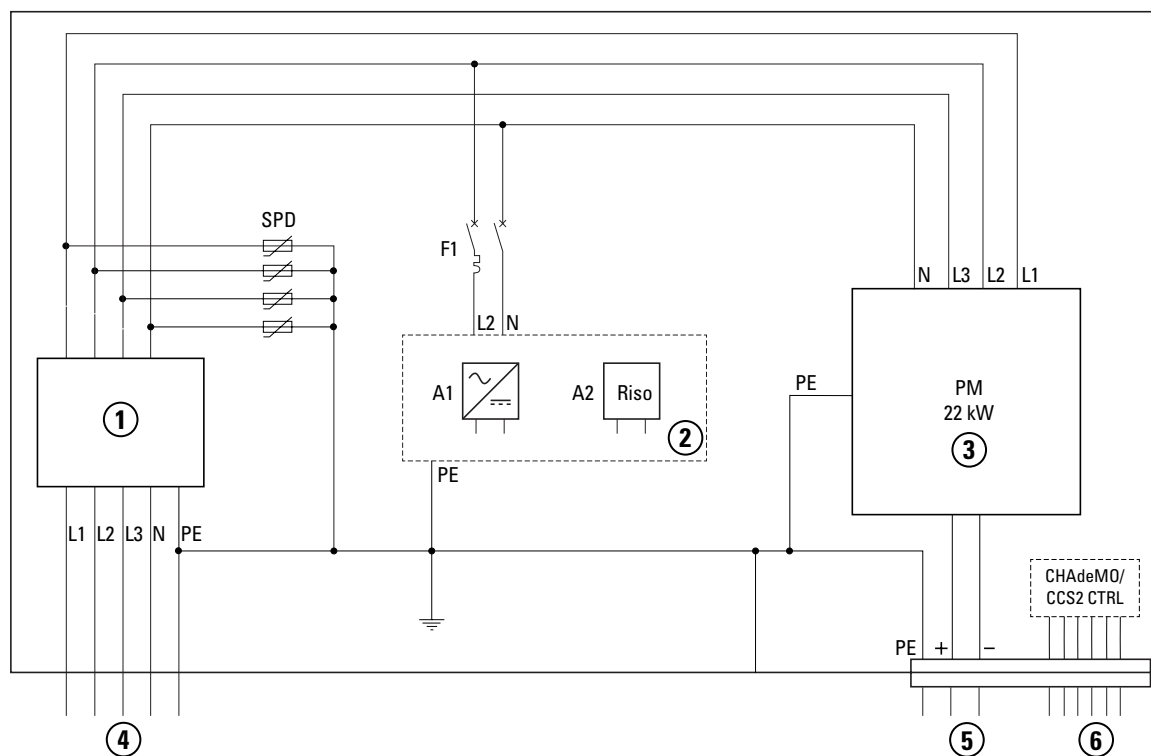 SPD
F1
N L3 L2 L1
L2 N
A1
A2 Riso
PE
PM
22 kW
1
2
3
PE
L1 L2 L3 N PE
CHAdeMO/
CCS2 CTRL
PE + −
4
5
6